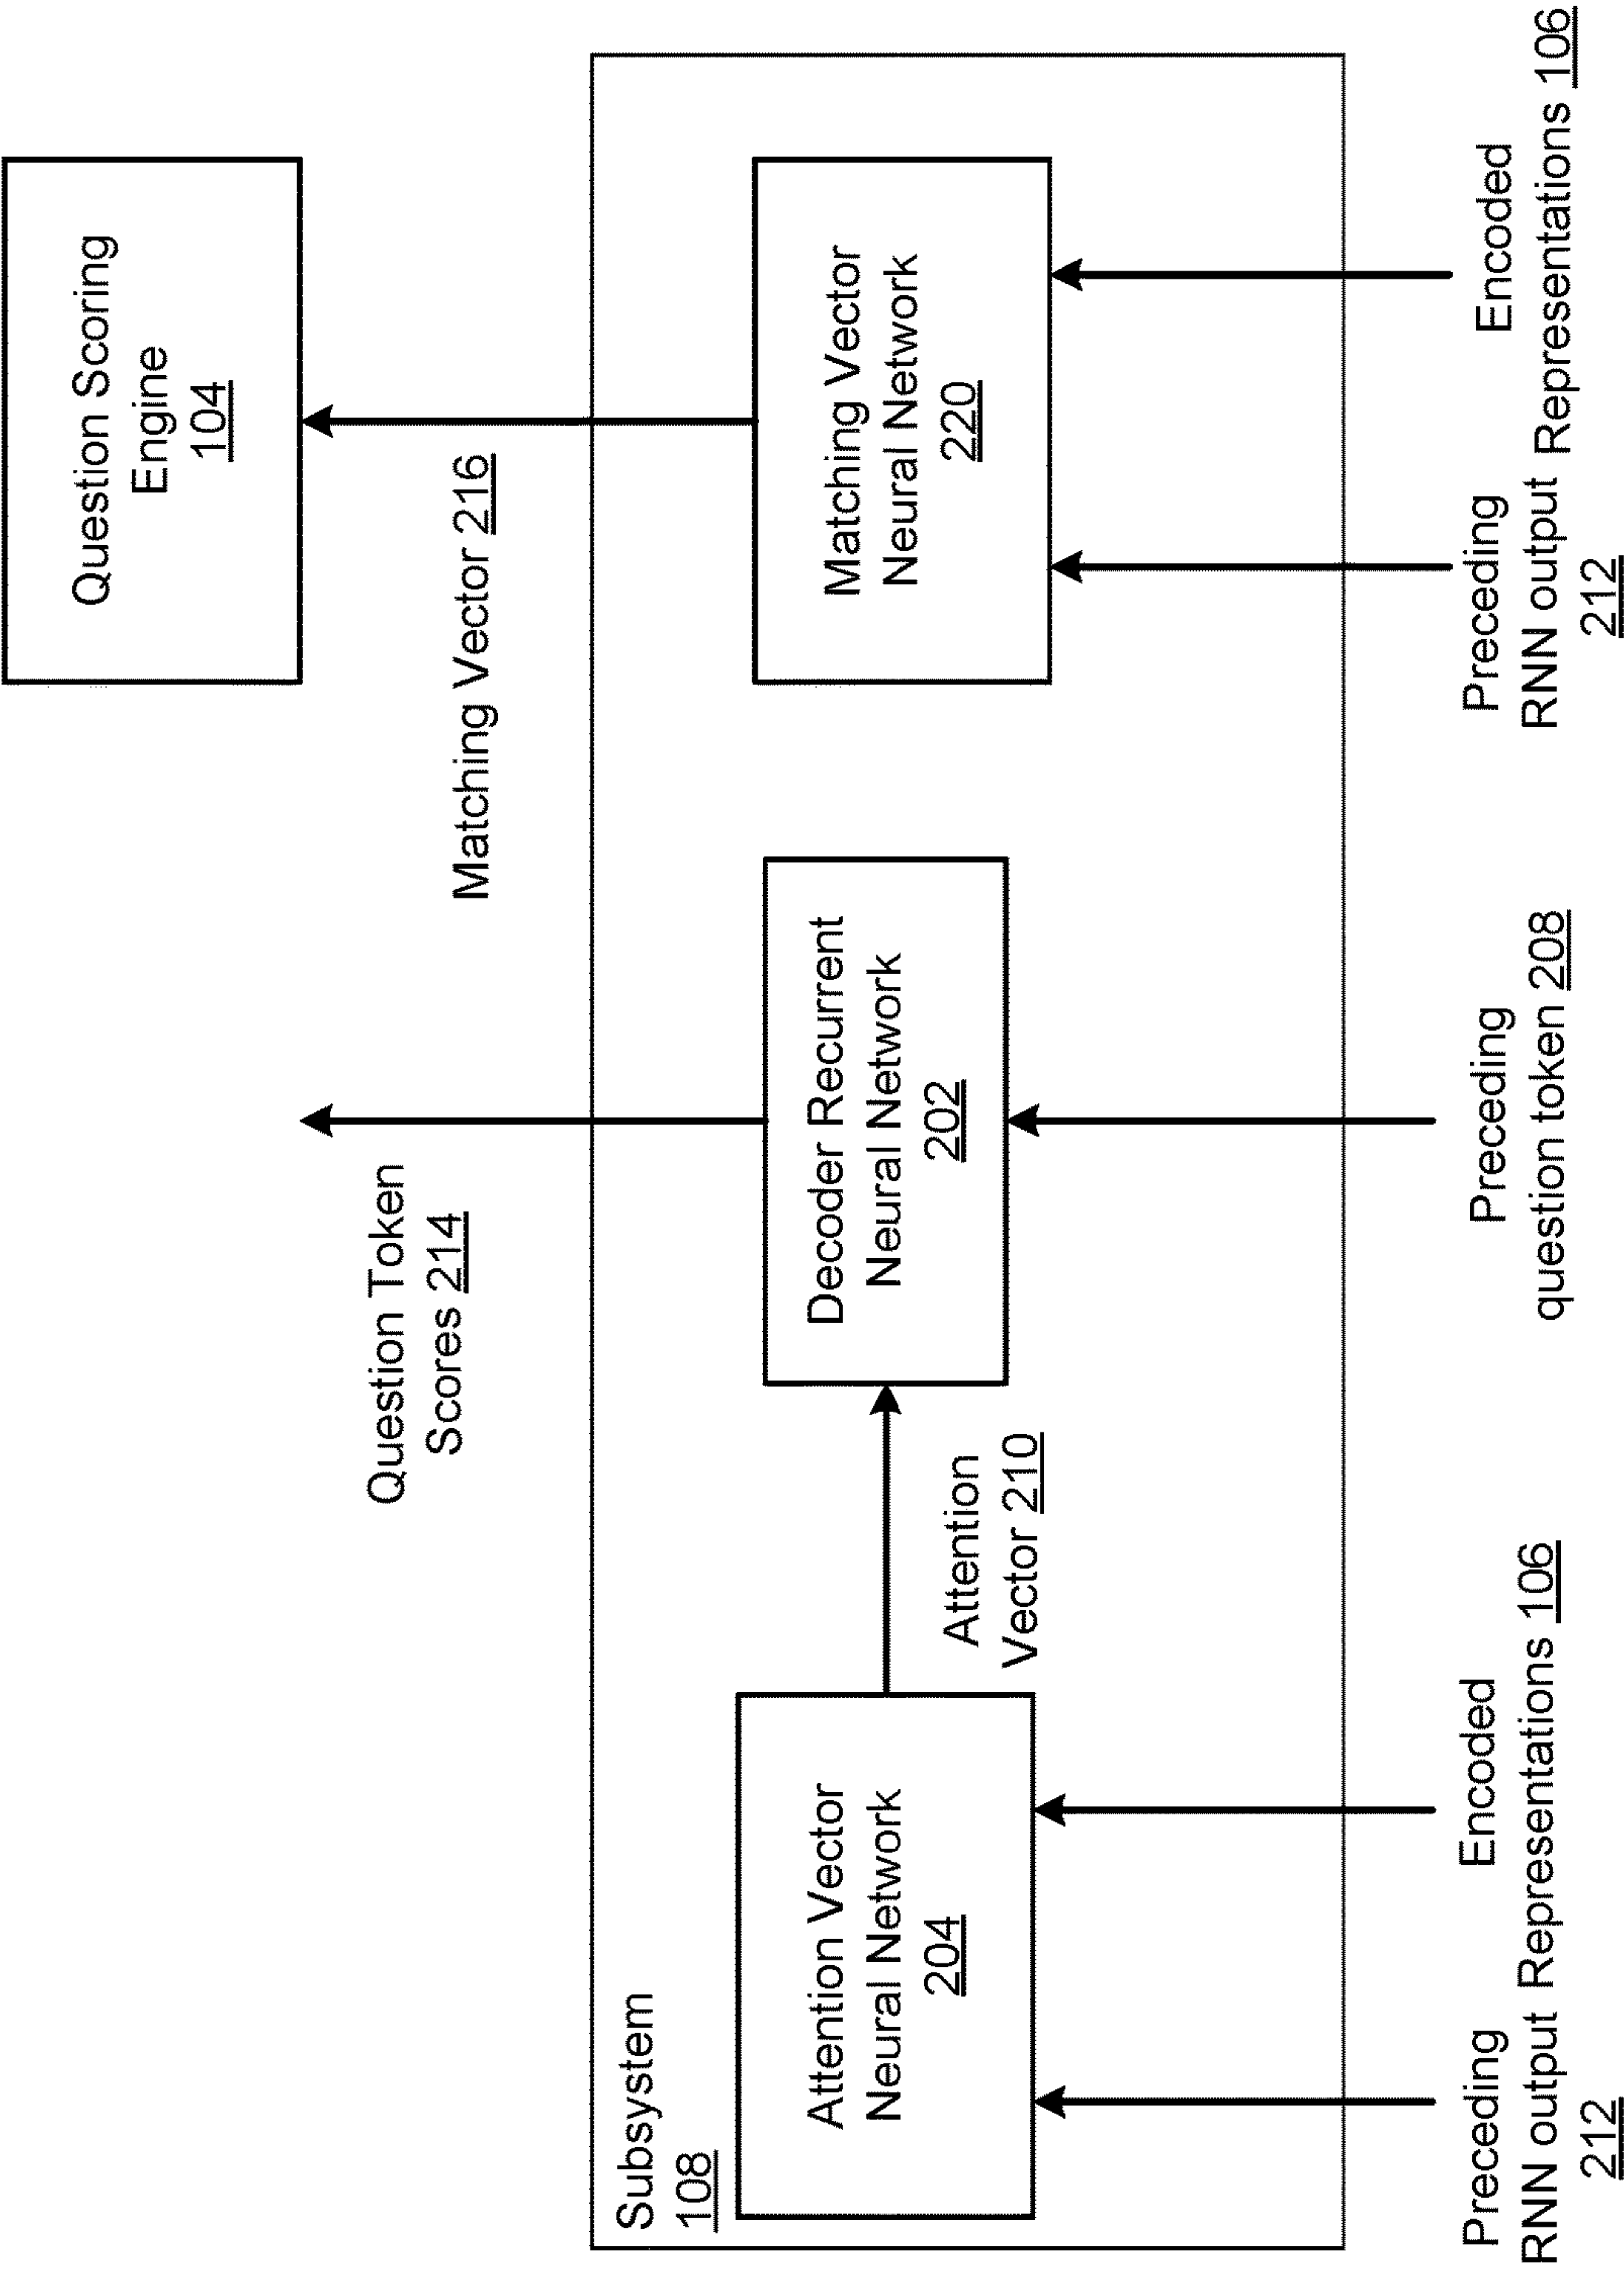 Question Scoring
Engine
104
Question Token
Scores 214
Matching Vector 216
Subsystem
108
Attention Vector
Neural Network
204
Attention
Vector 210
Decoder Recurrent
Neural Network
202
Matching Vector
Neural Network
220
Preceding
RNN output
212
Encoded
Representations 106
Preceding
question token 208
Preceding
RNN output
212
Encoded
Representations 106